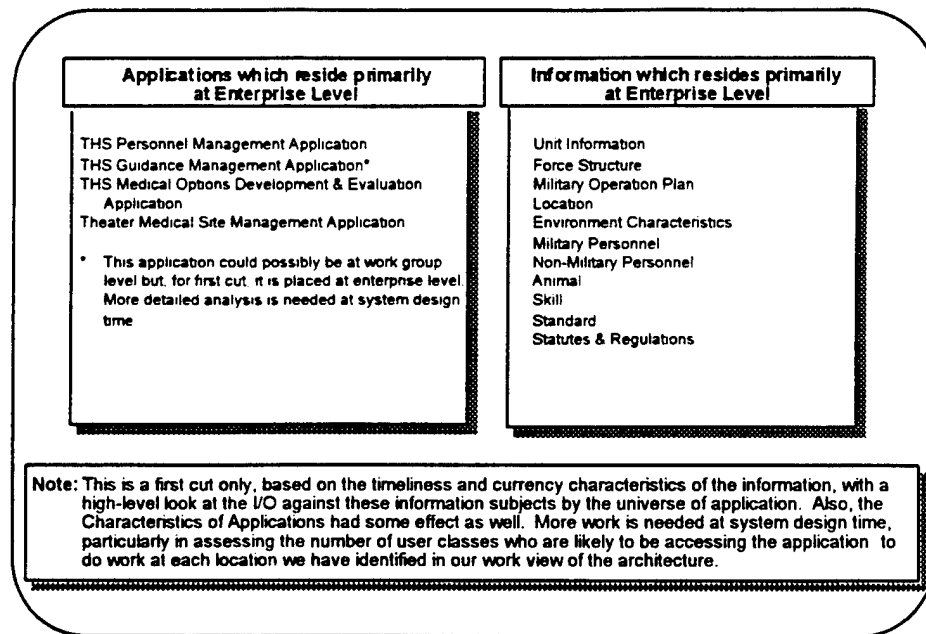 Applications which reside primarily
at Enterprise Level
THS Personnel Management Application
THS Guidance Management Application*
THS Medical Options Development & Evaluation
Application
Theater Medical Site Management Application
* This application could possibly be at work group
level but, for first cut, it is placed at enterprise level.
More detailed analysis is needed at system design
time
Information which resides primarily
at Enterprise Level
Unit Information
Force Structure
Military Operation Plan
Location
Environment Characteristics
Military Personnel
Non-Military Personnel
Animal
Skill
Standard
Statutes & Regulations
Note: This is a first cut only, based on the timeliness and currency characteristics of the information, with a
high-level look at the I/O against these information subjects by the universe of application. Also, the
Characteristics of Applications had some effect as well. More work is needed at system design time,
particularly in assessing the number of user classes who are likely to be accessing the application to
do work at each location we have identified in our work view of the architecture.